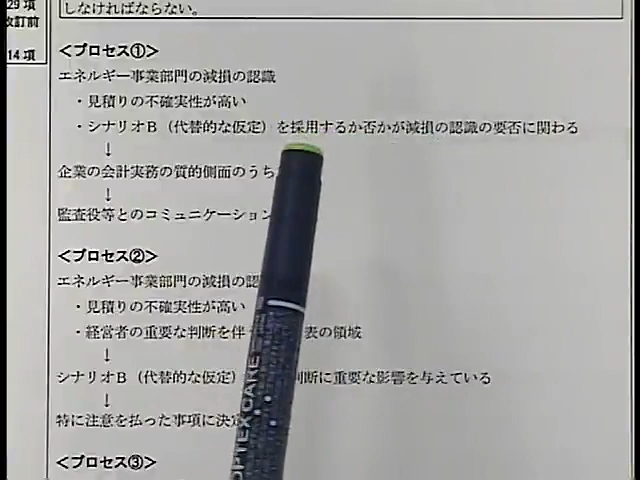 29 項
改訂前
14 項
しなければならない。
＜プロセス①＞
エネルギー事業部門の減損の認識
・見積りの不確実性が高い
・シナリオB（代替的な仮定）を採用するか否かが減損の認識の要否に関わる
↓
企業の会計実務の質的側面のうち
↓
監査役等とのコミュニケーション
＜プロセス②＞
エネルギー事業部門の減損の認
・見積りの不確実性が高い
・経営者の重要な判断を伴 表の領域
↓
シナリオB（代替的な仮定） 判断に重要な影響を与えている
↓
特に注意を払った事項に決定
＜プロセス③＞
OPTEX CARE